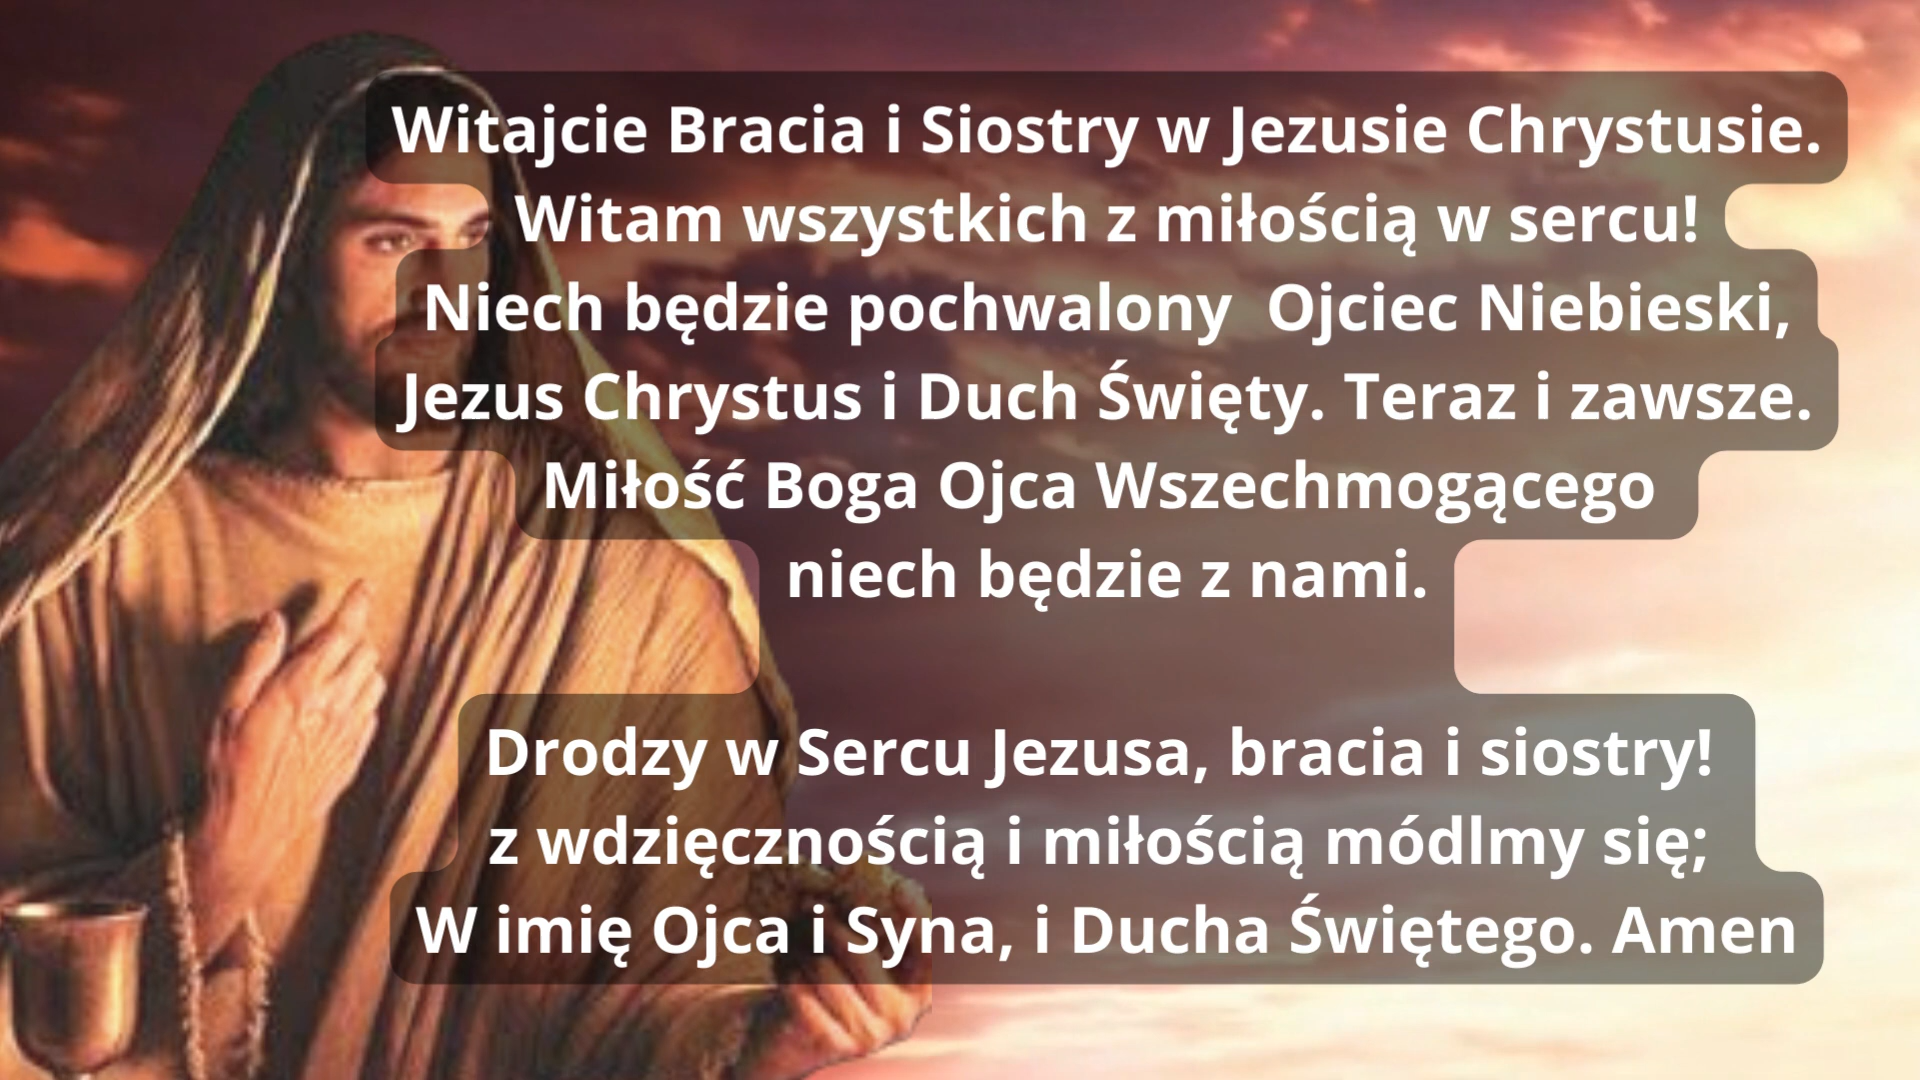 Witajcie Bracia i Siostry w Jezusie Chrystusie.
Witam wszystkich z miłością w sercu!
Niech będzie pochwalony  Ojciec Niebieski,
Jezus Chrystus i Duch Święty. Teraz i zawsze.
Miłość Boga Ojca Wszechmogącego
niech będzie z nami.
Drodzy w Sercu Jezusa, bracia i siostry!
z wdzięcznością i miłością módlmy się;
W imię Ojca i Syna, i Ducha Świętego. Amen